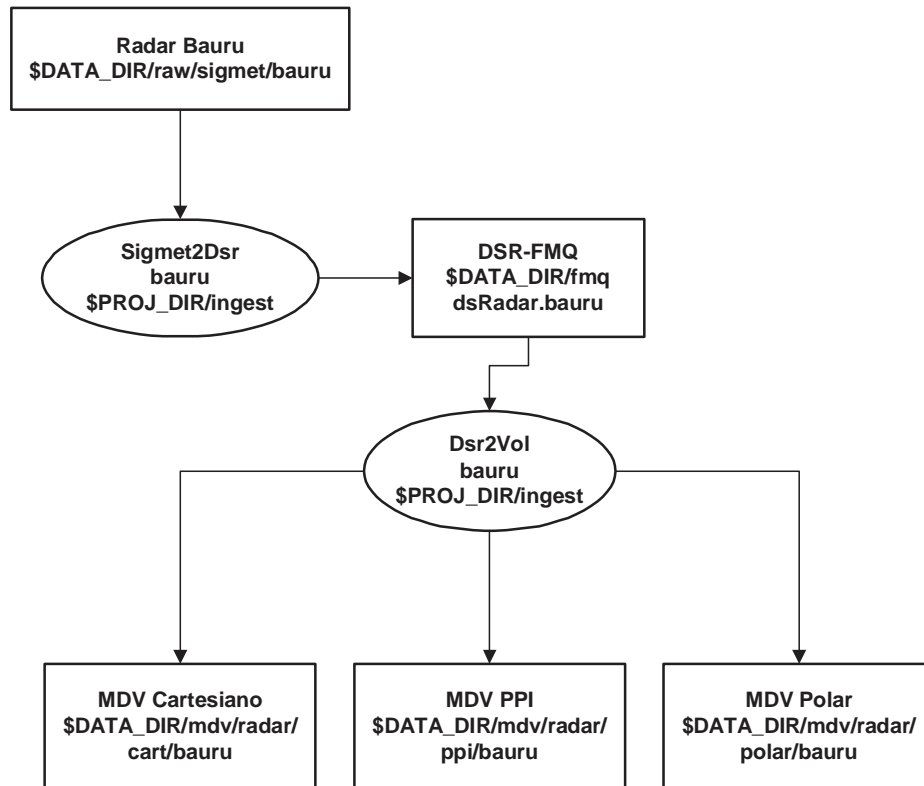 Radar Bauru
$DATA_DIR/raw/sigmet/bauru
Sigmet2Dsr
bauru
$PROJ_DIR/ingest
DSR-FMQ
$DATA_DIR/fmq
dsRadar.bauru
Dsr2Vol
bauru
$PROJ_DIR/ingest
MDV Cartesiano
$DATA_DIR/mdv/radar/
cart/bauru
MDV PPI
$DATA_DIR/mdv/radar/
ppi/bauru
MDV Polar
$DATA_DIR/mdv/radar/
polar/bauru